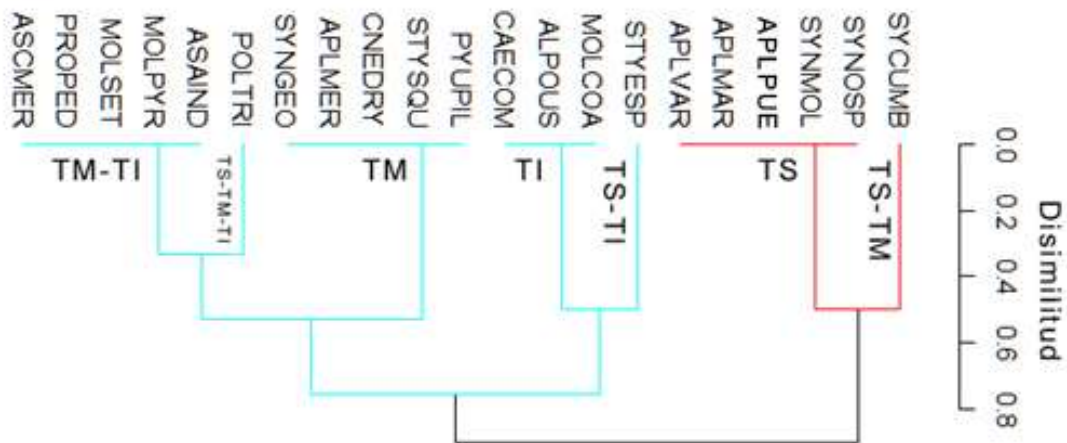 ASCMER
PROPPED
MOLSET
MOLPYR
ASAIND
POLTRI
SYNGEO
APLMER
CNEDRY
STYSQU
PYUPIL
CAECOM
ALPOUS
MOLCOA
STYESP
APLVAR
APLMAR
APLPUE
SYNMOL
SYNOSP
SYCUMB
TM-TI
TS-TM-TI
TM
TI
TS-TI
TS
TS-TM
0.0
0.2
0.4
0.6
0.8
Disimilitud